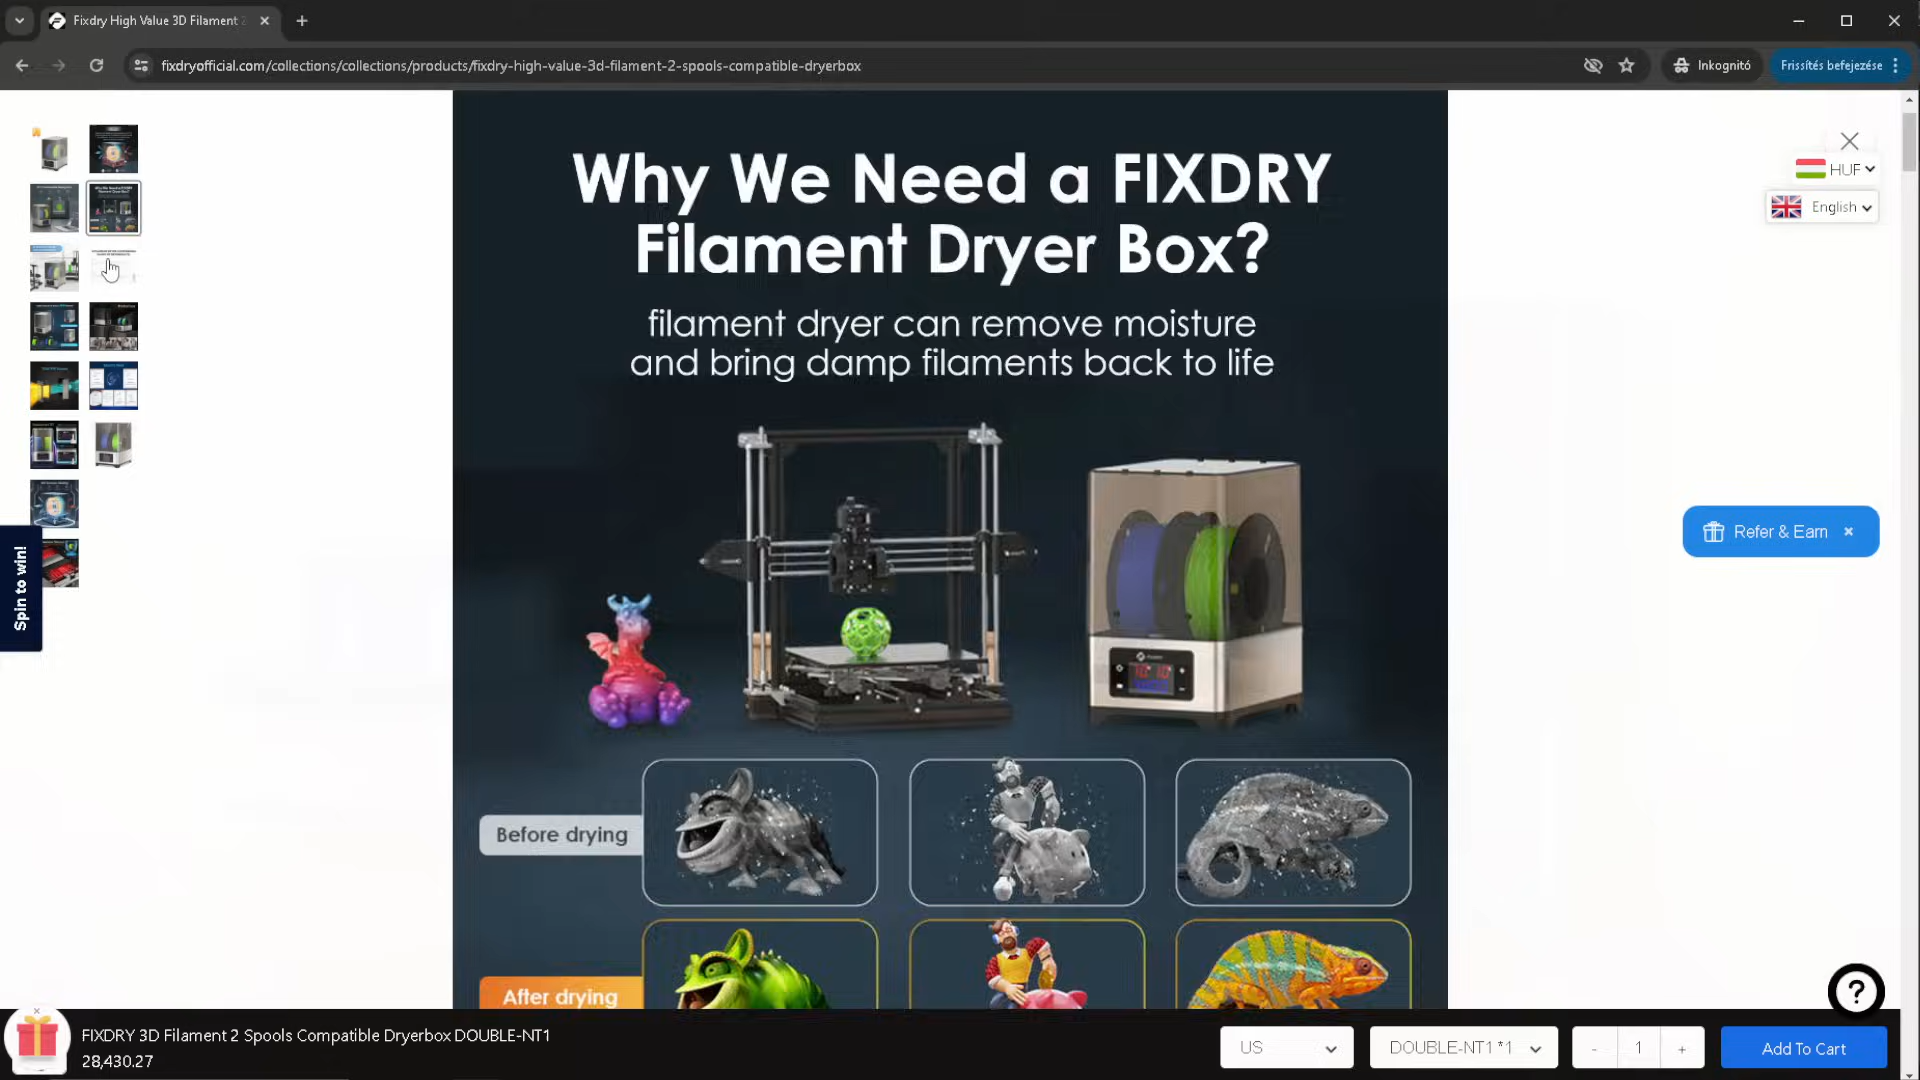 Fixdry High Value 3D Filament 2
fixdryofficial.com/collections/collections/products/fixdry-high-value-3d-filament-2-spools-compatible-dryerbox
Inkognitó
Frissítés befejezése
Why We Need a FIXDRY
Filament Dryer Box?
filament dryer can remove moisture
and bring damp filaments back to life
HUF
English
Refer & Earn
Spin to win!
Before drying
After drying
FIXDRY 3D Filament 2 Spools Compatible Dryerbox DOUBLE-NT1
28,430.27
US
DOUBLE-NT1 *1
- 1 +
Add To Cart
?